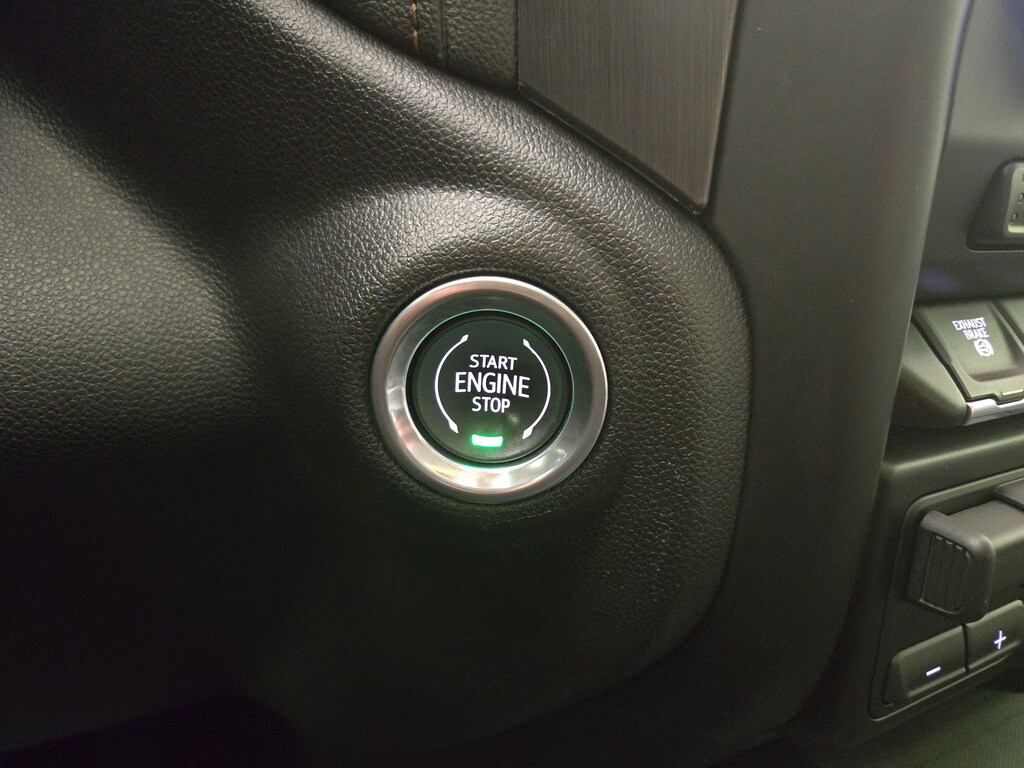 START
ENGINE
STOP
EXHAUST
BRAKE
−
+